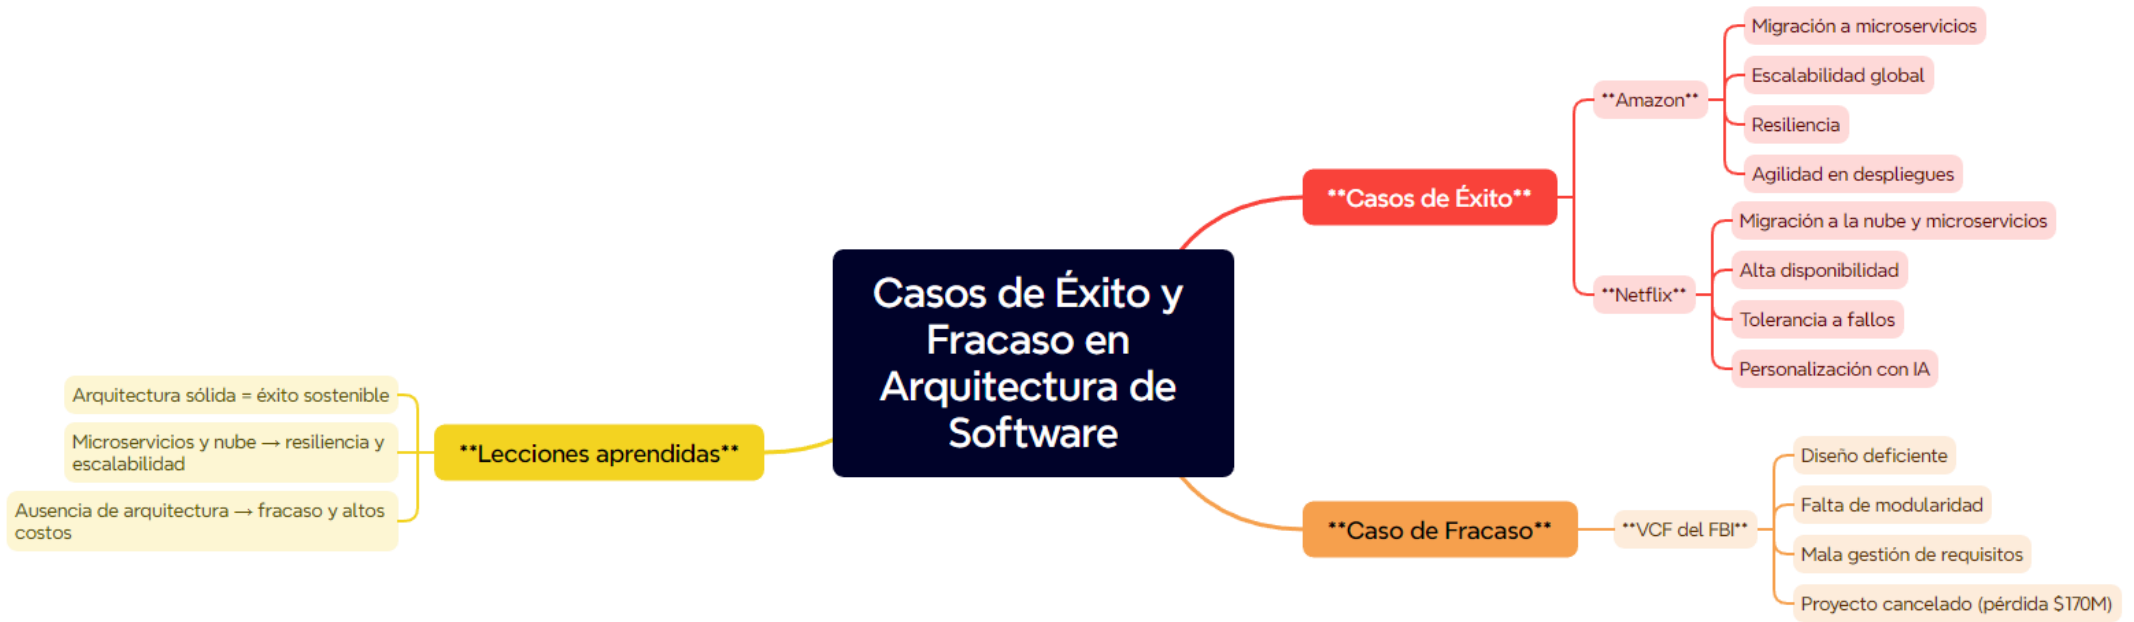 Casos de Éxito y
Fracaso en
Arquitectura de
Software
**Casos de Éxito**
**Amazon**
Migración a microservicios
Escalabilidad global
Resiliencia
Agilidad en despliegues
**Netflix**
Migración a la nube y microservicios
Alta disponibilidad
Tolerancia a fallos
Personalización con IA
**Caso de Fracaso**
**VCF del FBI**
Diseño deficiente
Falta de modularidad
Mala gestión de requisitos
Proyecto cancelado (pérdida $170M)
**Lecciones aprendidas**
Arquitectura sólida = éxito sostenible
Microservicios y nube → resiliencia y
escalabilidad
Ausencia de arquitectura → fracaso y altos
costos